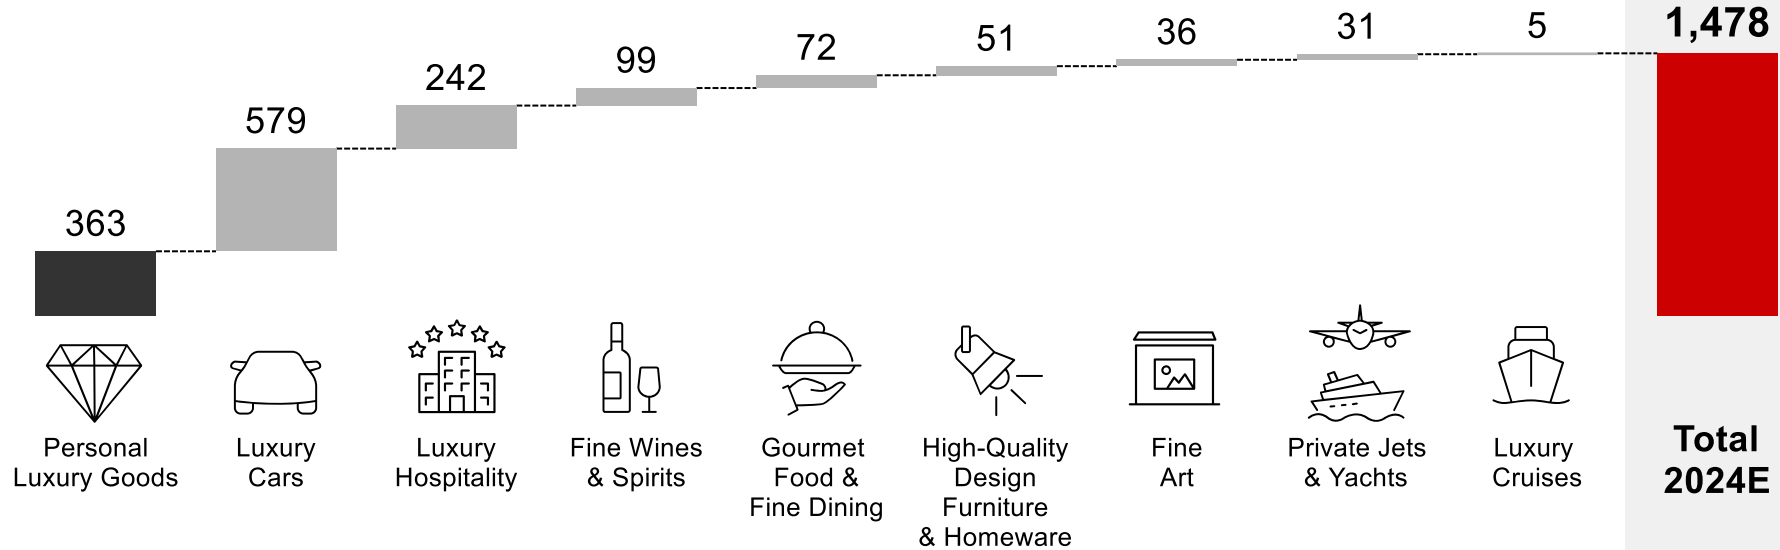 363
579
242
99
72
51
36
31
5
1,478
Personal
Luxury Goods
Luxury
Cars
Luxury
Hospitality
Fine Wines
& Spirits
Gourmet
Food &
Fine Dining
High-Quality
Design
Furniture
& Homeware
Fine
Art
Private Jets
& Yachts
Luxury
Cruises
Total
2024E